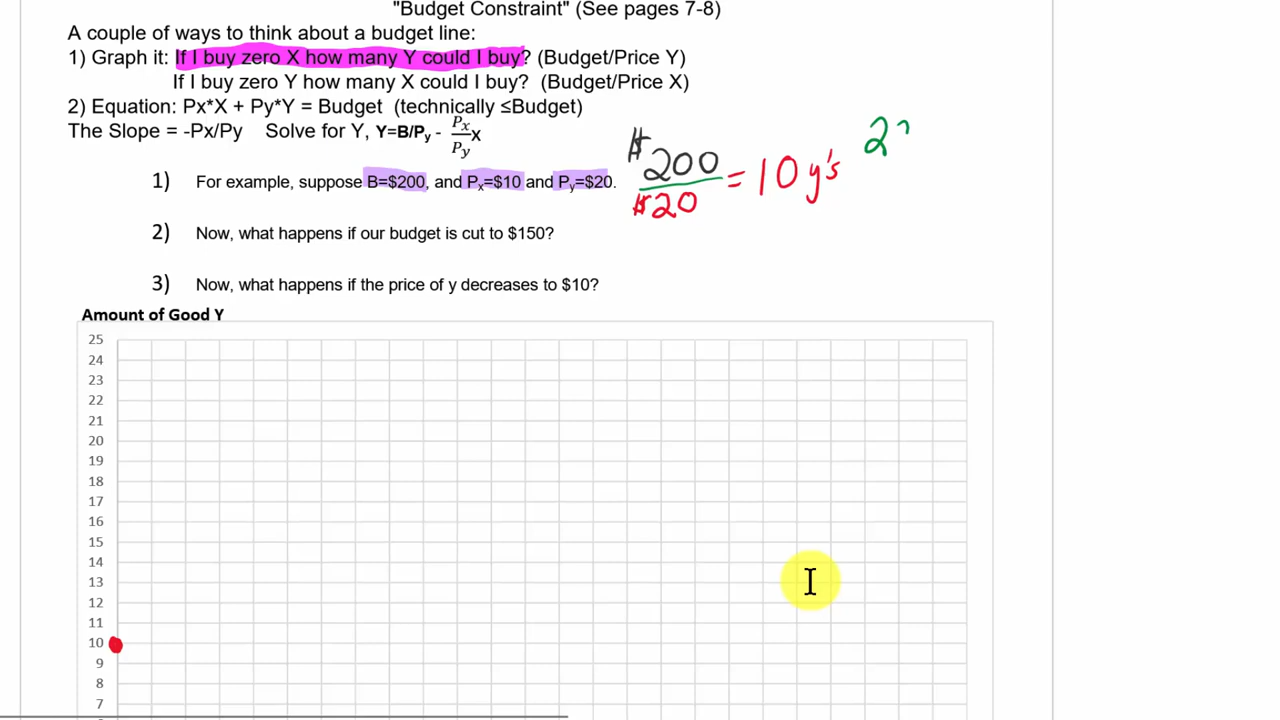 "Budget Constraint" (See pages 7-8)
A couple of ways to think about a budget line:
1) Graph it: If I buy zero X how many Y could I buy? (Budget/Price Y)
If I buy zero Y how many X could I buy? (Budget/Price X)
2) Equation: Px*X + Py*Y = Budget (technically ≤Budget)
The Slope = -Px/Py Solve for Y, Y=B/Py - Px/Py X
1) For example, suppose B=$200, and Px=$10 and Py=$20.
$200/$20 = 10 y's
2) Now, what happens if our budget is cut to $150?
3) Now, what happens if the price of y decreases to $10?
Amount of Good Y
25
24
23
22
21
20
19
18
17
16
15
14
13
12
11
10
9
8
7